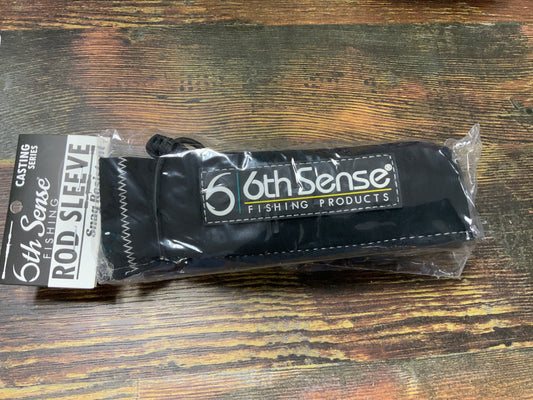 CASTING
SERIES
6th Sense
FISHING
ROD SLEEVE
6 6th Sense®
FISHING PRODUCTS